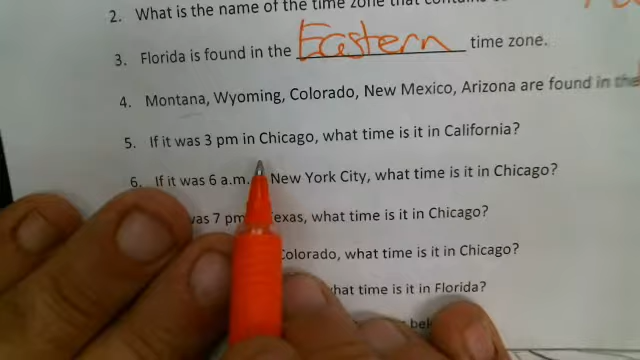 2. What is the name of the time zone that contains
3. Florida is found in the Eastern time zone.
4. Montana, Wyoming, Colorado, New Mexico, Arizona are found in the
5. If it was 3 pm in Chicago, what time is it in California?
6. If it was 6 a.m. New York City, what time is it in Chicago?
was 7 pm Texas, what time is it in Chicago?
Colorado, what time is it in Chicago?
what time is it in Florida?